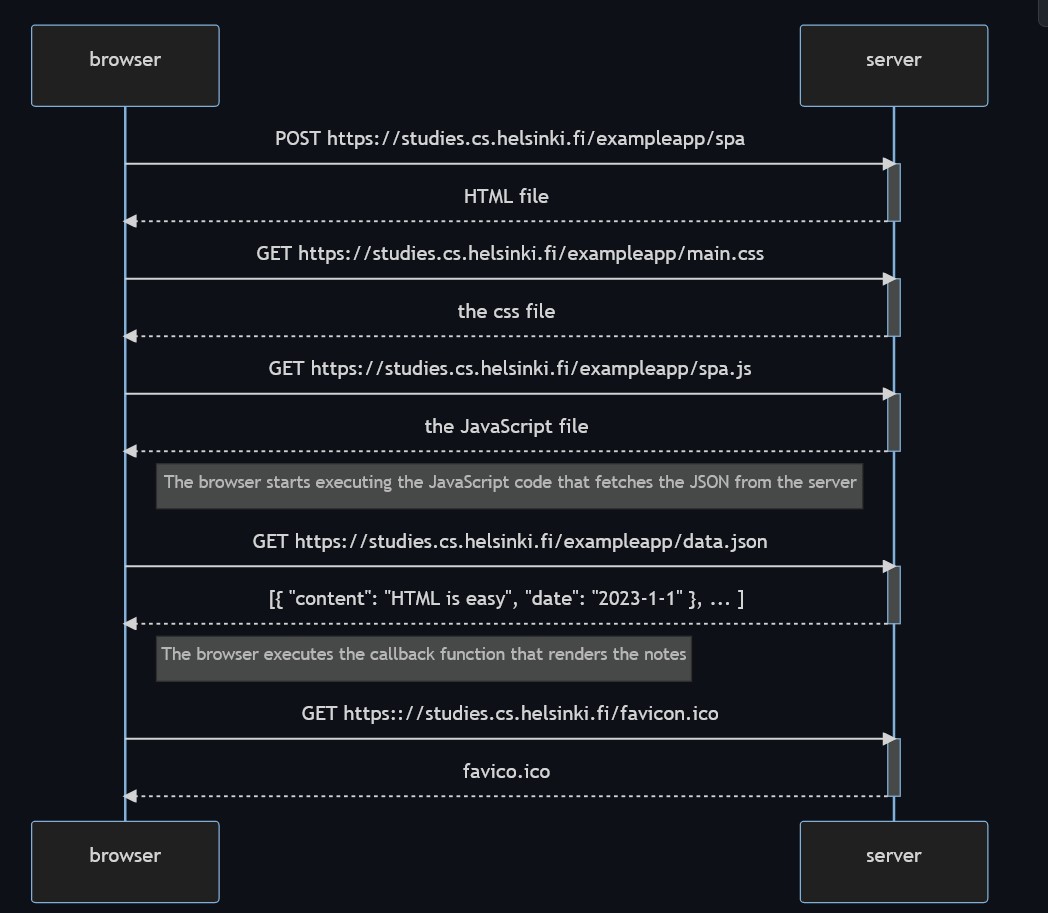 browser
server
POST https://studies.cs.helsinki.fi/exampleapp/spa
HTML file
GET https://studies.cs.helsinki.fi/exampleapp/main.css
the css file
GET https://studies.cs.helsinki.fi/exampleapp/spa.js
the JavaScript file
The browser starts executing the JavaScript code that fetches the JSON from the server
GET https://studies.cs.helsinki.fi/exampleapp/data.json
[{ "content": "HTML is easy", "date": "2023-1-1" }, ... ]
The browser executes the callback function that renders the notes
GET https:://studies.cs.helsinki.fi/favicon.ico
favico.ico
browser
server